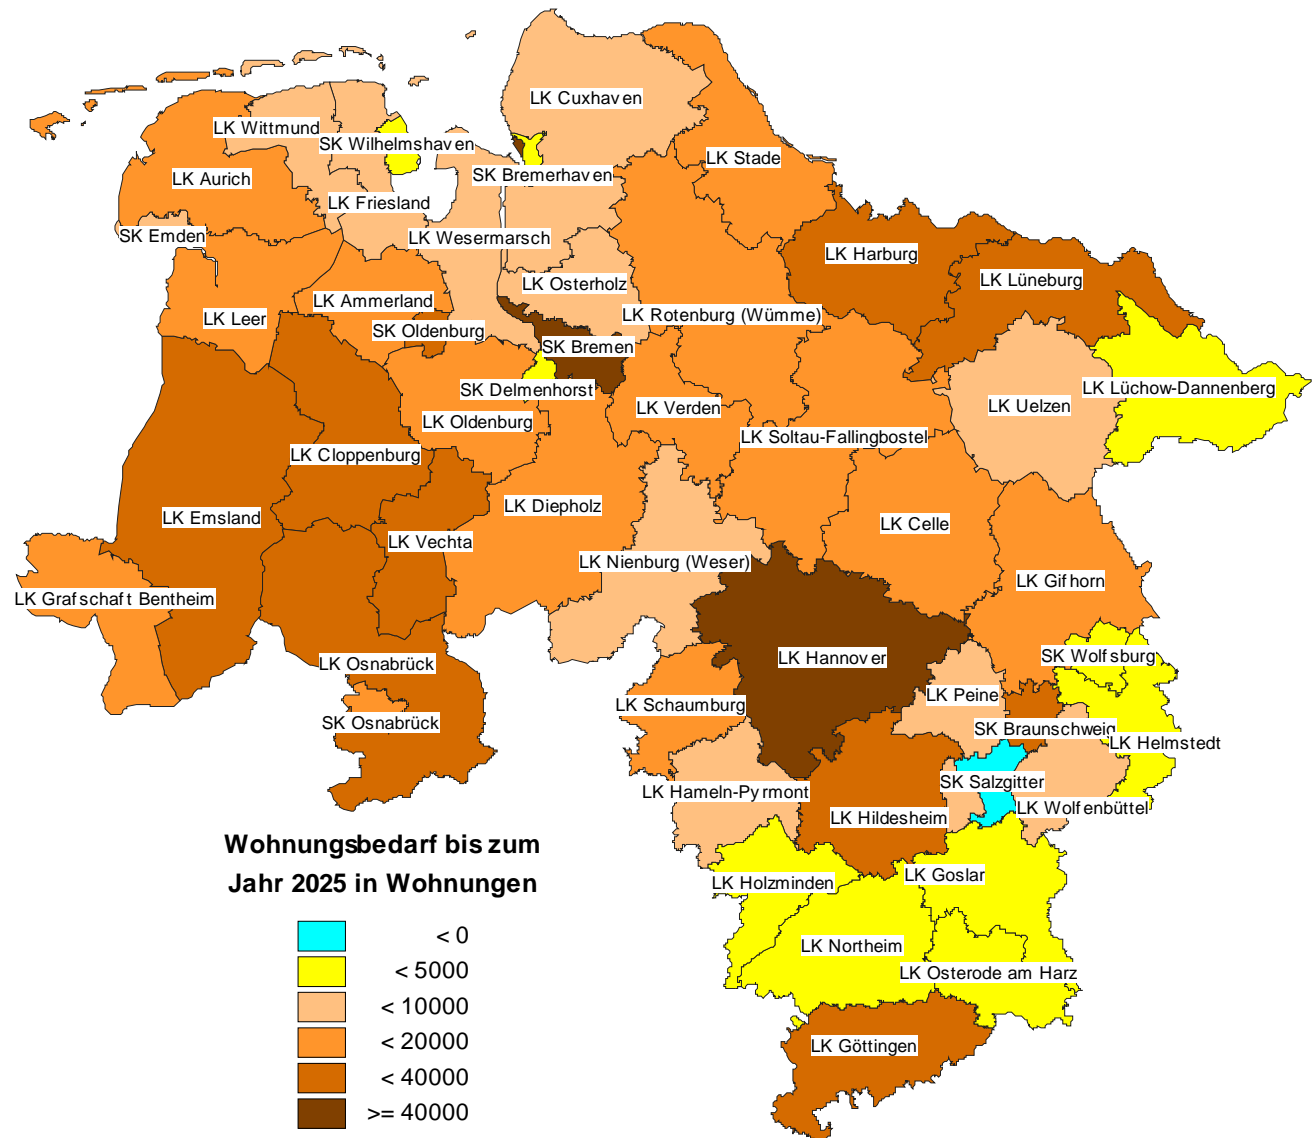 LK Cuxhaven
LK Wittmund
SK Wilhelmshaven
LK Stade
SK Bremerhaven
LK Aurich
LK Friesland
SK Emden
LK Wesermarsch
LK Harburg
LK Lüneburg
LK Osterholz
LK Ammerland
LK Rotenburg (Wümme)
LK Leer
SK Oldenburg
SK Bremen
SK Delmenhorst
LK Lüchow-Dannenberg
LK Uelzen
LK Verden
LK Oldenburg
LK Soltau-Fallingbostel
LK Cloppenburg
LK Diepholz
LK Emsland
LK Celle
LK Vechta
LK Nienburg (Weser)
LK Gifhorn
LK Grafschaft Bentheim
SK Wolfsburg
LK Hannover
LK Osnabrück
LK Peine
LK Schaumburg
SK Osnabrück
SK Braunschweig
LK Helmstedt
SK Salzgitter
LK Hameln-Pyrmont
LK Wolfenbüttel
LK Hildesheim
LK Goslar
LK Holzminden
LK Northeim
LK Osterode am Harz
LK Göttingen
Wohnungsbedarf bis zum
Jahr 2025 in Wohnungen
< 0
< 5000
< 10000
< 20000
< 40000
>= 40000